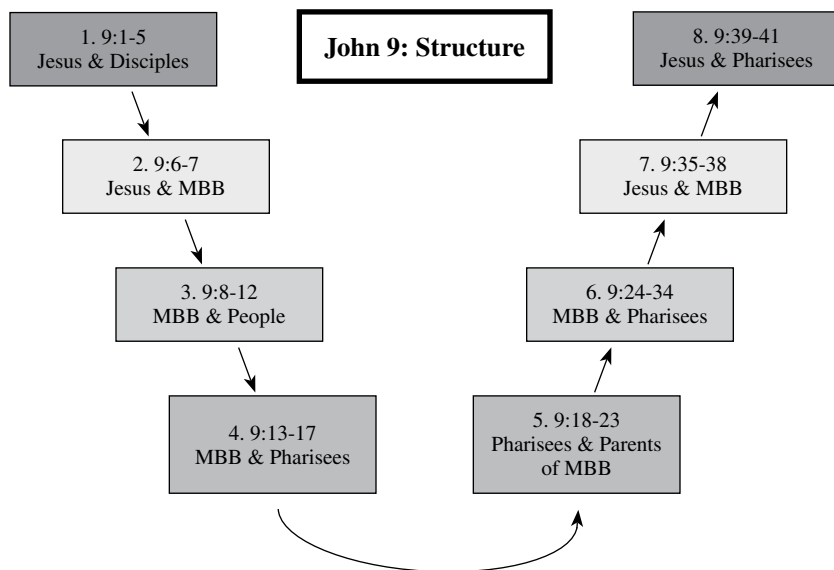 John 9: Structure
1. 9:1-5
Jesus & Disciples
2. 9:6-7
Jesus & MBB
3. 9:8-12
MBB & People
4. 9:13-17
MBB & Pharisees
5. 9:18-23
Pharisees & Parents
of MBB
6. 9:24-34
MBB & Pharisees
7. 9:35-38
Jesus & MBB
8. 9:39-41
Jesus & Pharisees